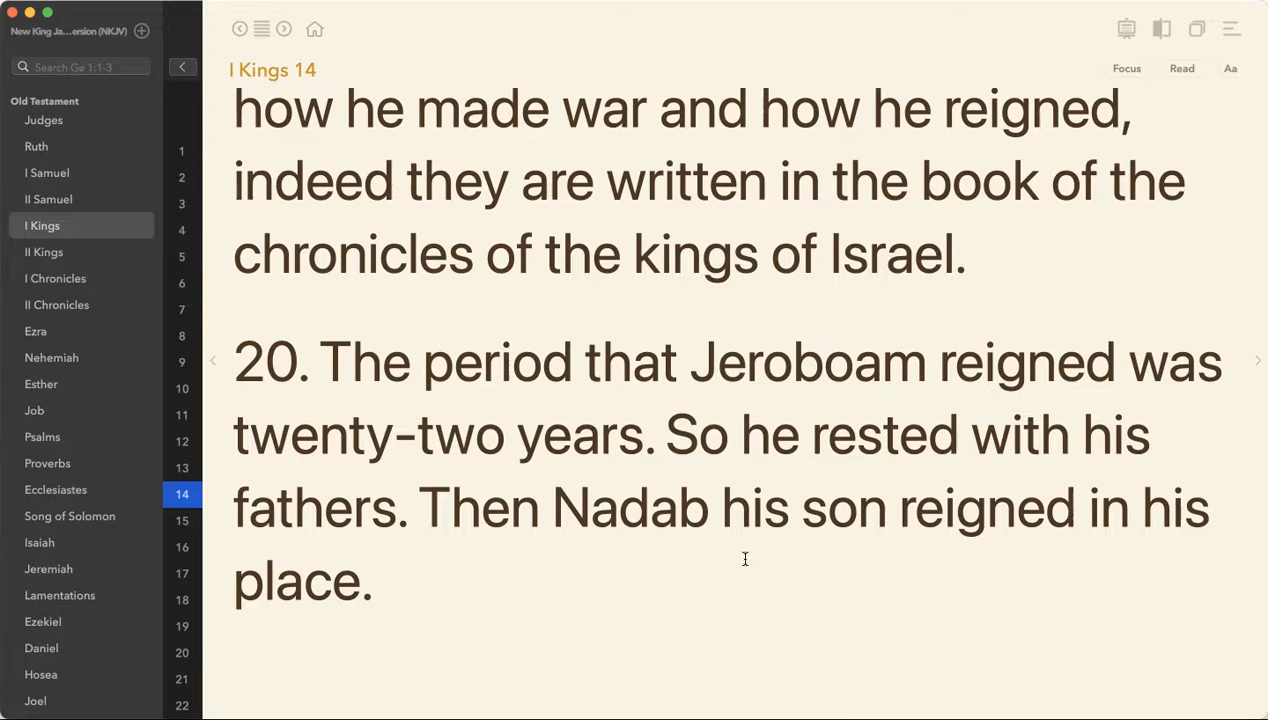 New King Ja...ersion (NKJV)
Search Ge 1:1-3
Old Testament
Judges
Ruth
I Samuel
II Samuel
I Kings
II Kings
I Chronicles
II Chronicles
Ezra
Nehemiah
Esther
Job
Psalms
Proverbs
Ecclesiastes
Song of Solomon
Isaiah
Jeremiah
Lamentations
Ezekiel
Daniel
Hosea
Joel
1
2
3
4
5
6
7
8
9
10
11
12
13
14
15
16
17
18
19
20
21
22
I Kings 14
Focus
Read
Aa
how he made war and how he reigned,
indeed they are written in the book of the
chronicles of the kings of Israel.
20. The period that Jeroboam reigned was
twenty-two years. So he rested with his
fathers. Then Nadab his son reigned in his
place.